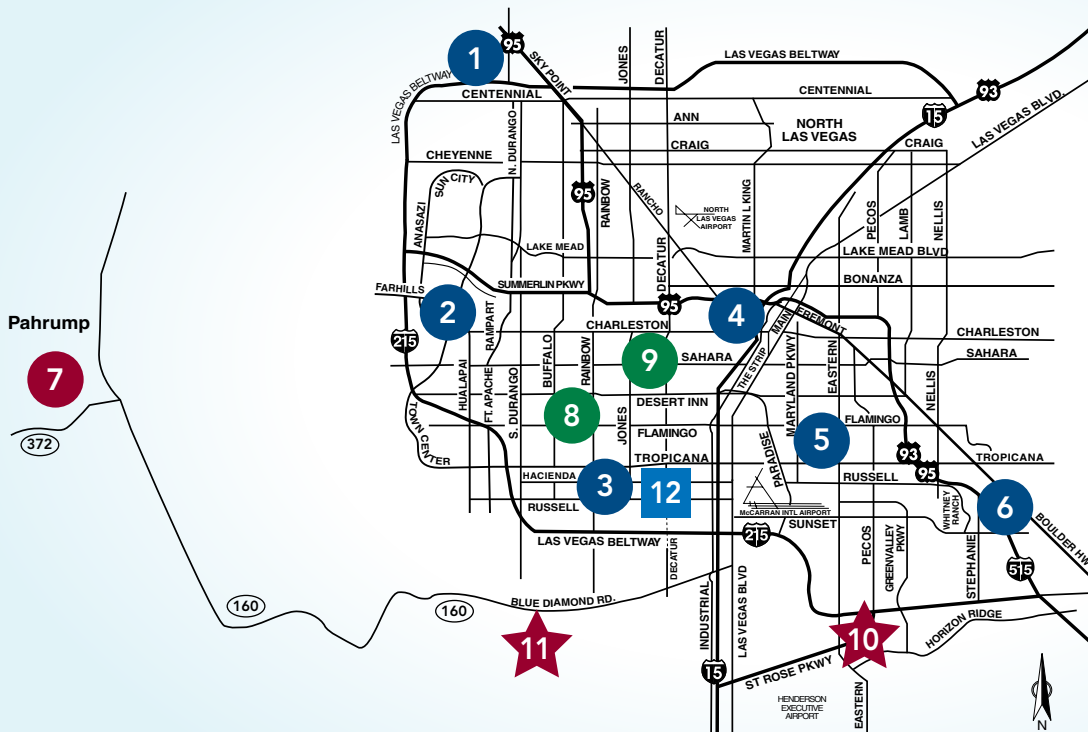 1
95
SKY POINT
JONES
DECATUR
LAS VEGAS BELTWAY
93
LAS VEGAS BELTWAY
CENTENNIAL
CENTENNIAL
15
LAS VEGAS BLVD.
ANN
NORTH
LAS VEGAS
N. DURANGO
CRAIG
CRAIG
CHEYENNE
SUN CITY
95
RAINBOW
RANCHO
NORTH
LAS VEGAS
AIRPORT
MARTIN L KING
PECOS
LAMB
NELLIS
ANASAZI
LAKE MEAD
DECATUR
LAKE MEAD BLVD
SUMMERLIN PKWY
BONANZA
FARHILLS
2
95
4
MAIN
FREMONT
Pahrump
RAMPART
CHARLESTON
CHARLESTON
215
9
SAHARA
SAHARA
7
HUALAPAI
FT. APACHE
S. DURANGO
BUFFALO
RAINBOW
THE STRIP
MARYLAND PKWY
EASTERN
NELLIS
DESERT INN
372
TOWN CENTER
8
JONES
FLAMINGO
FLAMINGO
5
PARADISE
TROPICANA
93
TROPICANA
95
HACIENDA
3
12
RUSSELL
RUSSELL
McCARRAN INTL AIRPORT
WHITNEY
RANCH
6
SUNSET
BOULDER HW
LAS VEGAS BELTWAY
215
DECATUR
PECOS
GREENVALLEY
PKWY
STEPHANIE
515
160
160
BLUE DIAMOND RD.
INDUSTRIAL
LAS VEGAS BLVD
11
10
HORIZON RIDGE
15
ST ROSE PKWY
HENDERSON
EXECUTIVE
AIRPORT
EASTERN
N